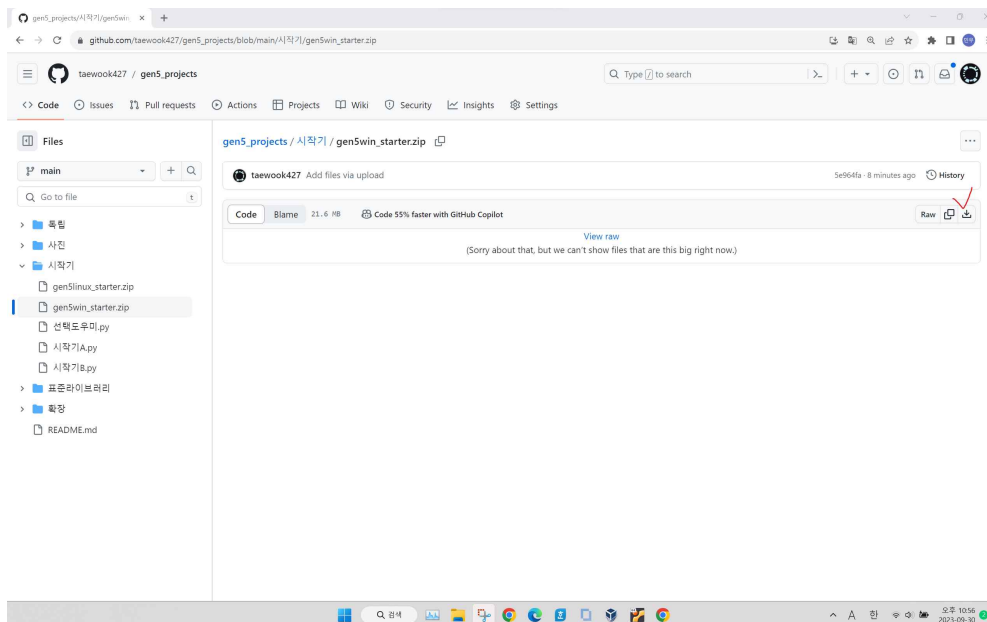 gen5_projects/시작기/gen5win
github.com/taewook427/gen5_projects/blob/main/시작기/gen5win_starter.zip
taewook427 / gen5_projects
Type / to search
Code Issues Pull requests Actions Projects Wiki Security Insights Settings
Files
gen5_projects / 시작기 / gen5win_starter.zip
main
taewook427 Add files via upload
5e964fa · 8 minutes ago History
Go to file t
Code Blame 21.6 MB Code 55% faster with GitHub Copilot
Raw
View raw
(Sorry about that, but we can't show files that are this big right now.)
독립
사진
시작기
gen5linux_starter.zip
gen5win_starter.zip
선택도우미.py
시작기A.py
시작기B.py
표준라이브러리
확장
README.md
검색
A 한
오후 10:56
2023-09-30
2